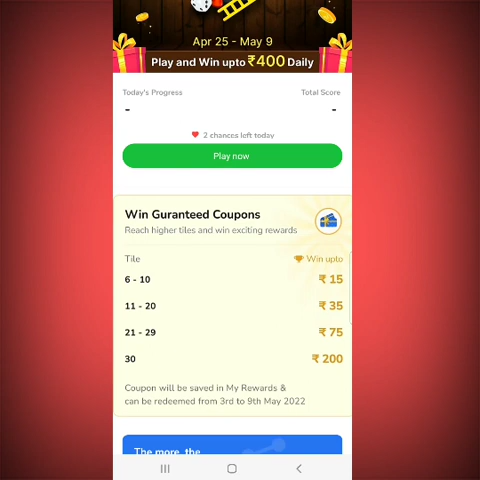 Apr 25 - May 9
Play and Win upto ₹400 Daily
Today's Progress
Total Score
-
-
2 chances left today
Play now
Win Guranteed Coupons
Reach higher tiles and win exciting rewards
Tile
Win upto
6 - 10
₹ 15
11 - 20
₹ 35
21 - 29
₹ 75
30
₹ 200
Coupon will be saved in My Rewards &
can be redeemed from 3rd to 9th May 2022
The more, the